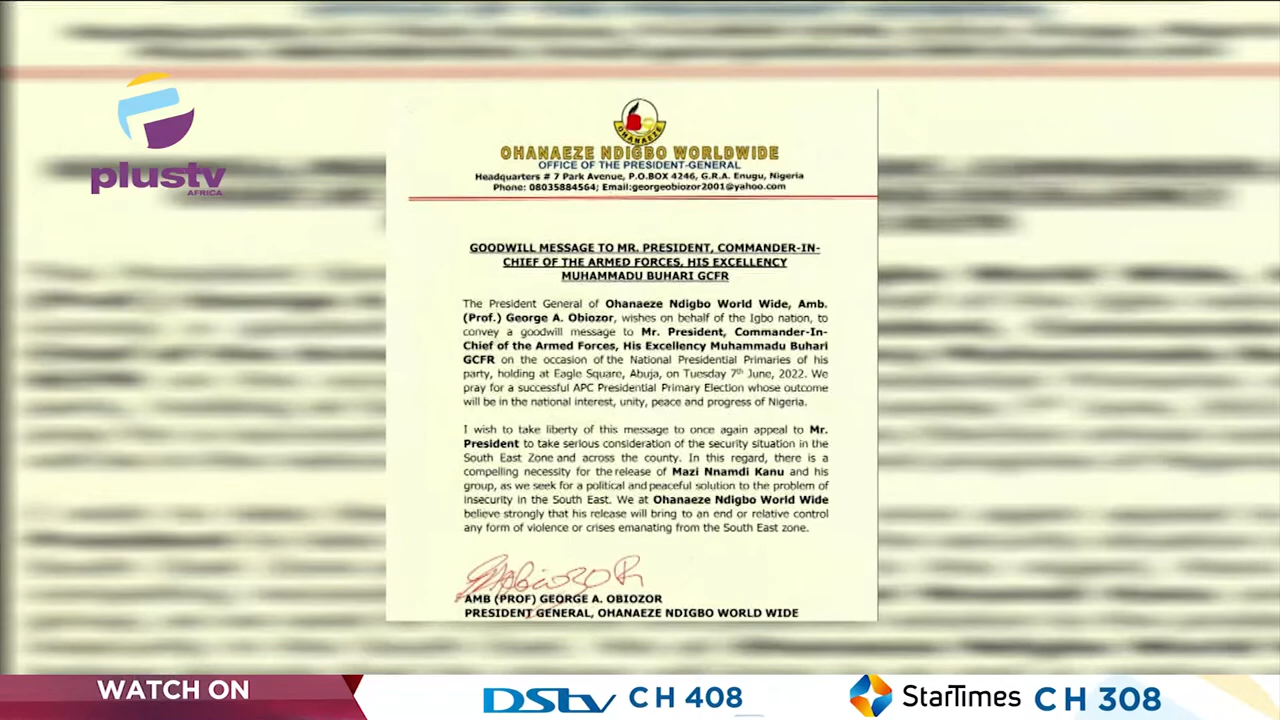 plustv
AFRICA
OHANAEZE
OHANAEZE NDIGBO WORLDWIDE
OFFICE OF THE PRESIDENT-GENERAL
Headquarters # 7 Park Avenue, P.O.BOX 4246, G.R.A. Enugu, Nigeria
Phone: 08035884564; Email:georgeobiozor2001@yahoo.com
GOODWILL MESSAGE TO MR. PRESIDENT, COMMANDER-IN-
CHIEF OF THE ARMED FORCES, HIS EXCELLENCY
MUHAMMADU BUHARI GCFR
The President General of Ohanaeze Ndigbo World Wide, Amb.
(Prof.) George A. Obiozor, wishes on behalf of the Igbo nation, to
convey a goodwill message to Mr. President, Commander-In-
Chief of the Armed Forces, His Excellency Muhammadu Buhari
GCFR on the occasion of the National Presidential Primaries of his
party, holding at Eagle Square, Abuja, on Tuesday 7th June, 2022. We
pray for a successful APC Presidential Primary Election whose outcome
will be in the national interest, unity, peace and progress of Nigeria.
I wish to take liberty of this message to once again appeal to Mr.
President to take serious consideration of the security situation in the
South East Zone and across the county. In this regard, there is a
compelling necessity for the release of Mazi Nnamdi Kanu and his
group, as we seek for a political and peaceful solution to the problem of
insecurity in the South East. We at Ohanaeze Ndigbo World Wide
believe strongly that his release will bring to an end or relative control
any form of violence or crises emanating from the South East zone.
AMB (PROF) GEORGE A. OBIOZOR
PRESIDENT GENERAL, OHANAEZE NDIGBO WORLD WIDE
WATCH ON
DStv CH 408
StarTimes CH 308